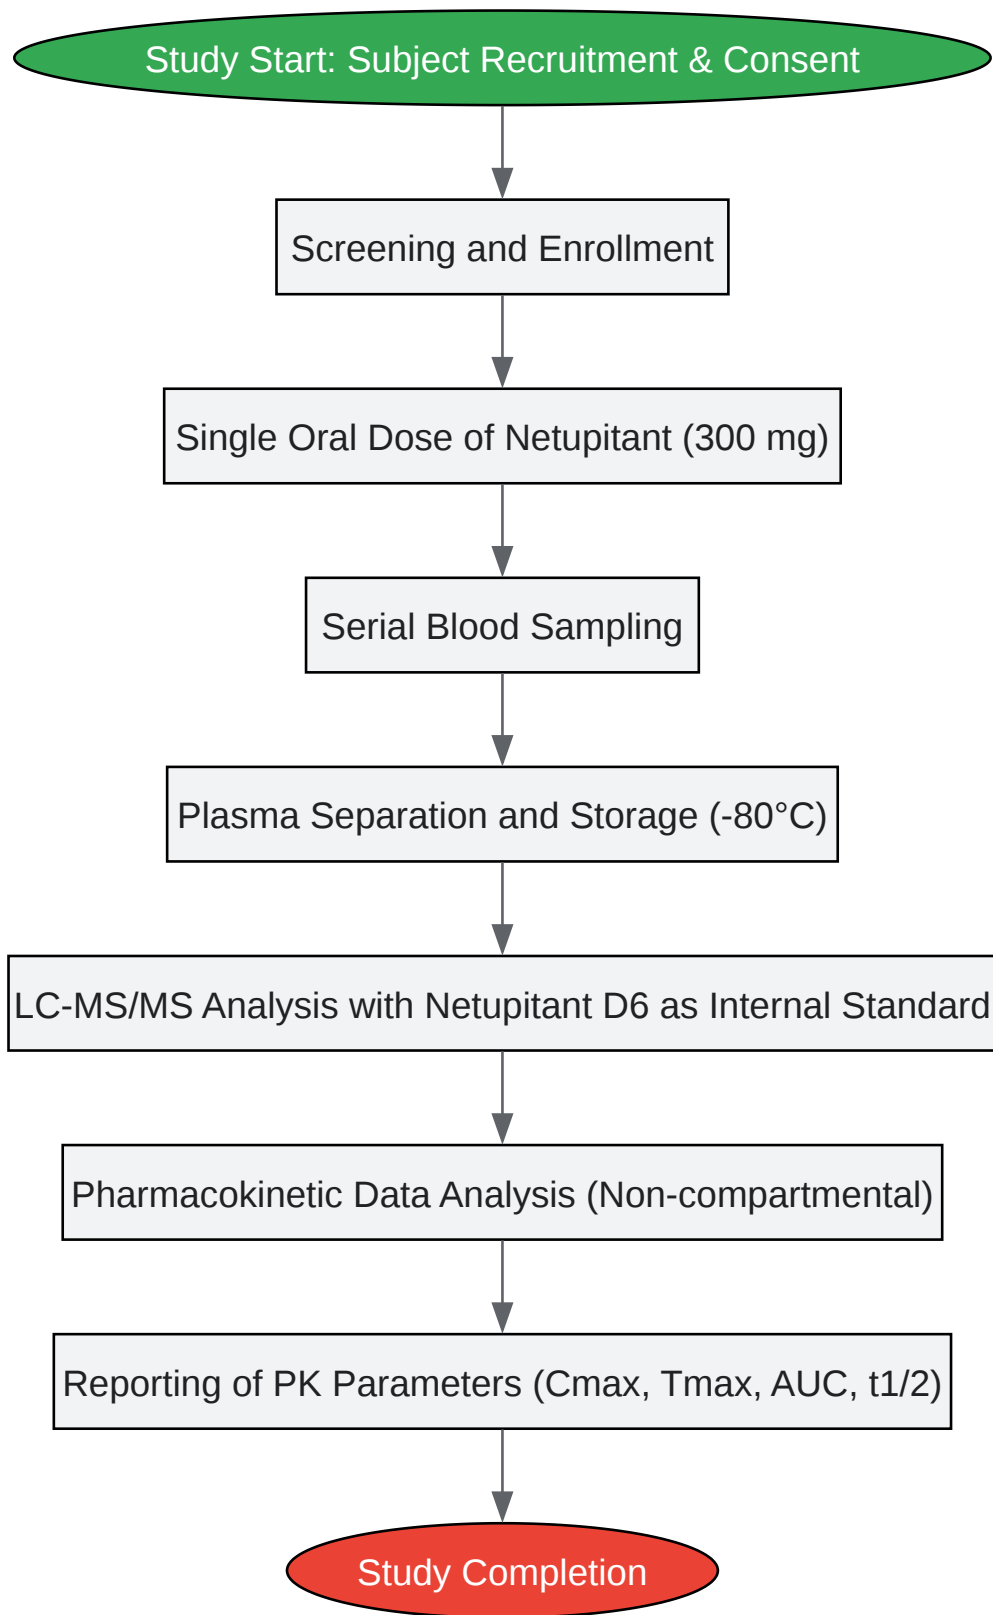 Study Start: Subject Recruitment & Consent
Screening and Enrollment
Single Oral Dose of Netupitant (300 mg)
Serial Blood Sampling
Plasma Separation and Storage (-80°C)
LC-MS/MS Analysis with Netupitant D6 as Internal Standard
Pharmacokinetic Data Analysis (Non-compartmental)
Reporting of PK Parameters (Cmax, Tmax, AUC, t1/2)
Study Completion